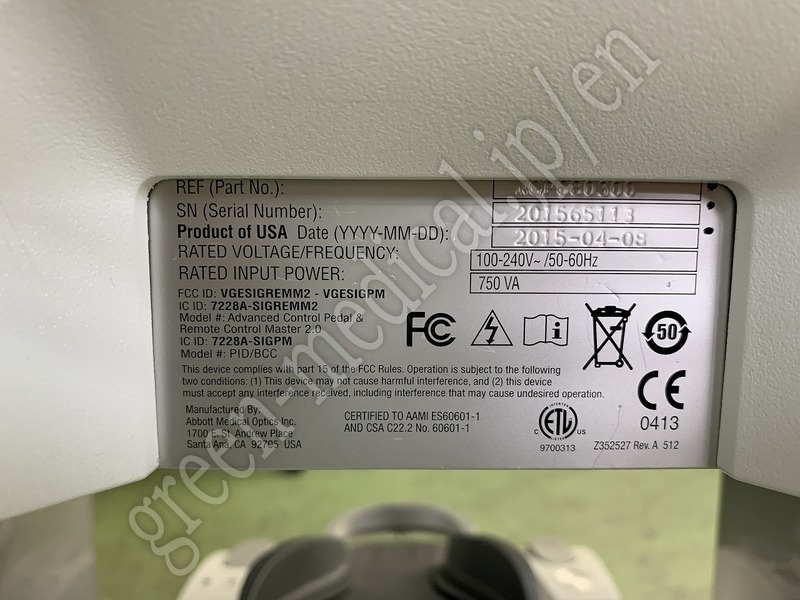 REF (Part No.):
SN (Serial Number): 201565113
Product of USA Date (YYYY-MM-DD): 2015-04-08
RATED VOLTAGE/FREQUENCY: 100-240V~ /50-60Hz
RATED INPUT POWER: 750 VA
FCC ID: VGESIGREMM2 - VGESIGPM
IC ID: 7228A-SIGREMM2
Model #: Advanced Control Pedal &
Remote Control Master 2.0
IC ID: 7228A-SIGPM
Model #: PID/BCC
FC
i
50
This device complies with part 15 of the FCC Rules. Operation is subject to the following
two conditions: (1) This device may not cause harmful interference, and (2) this device
must accept any interference received, including interference that may cause undesired operation.
CE
0413
Manufactured By:
Abbott Medical Optics Inc.
1700 E. St. Andrew Place
Santa Ana, CA 92705 USA
CERTIFIED TO AAMI ES60601-1
AND CSA C22.2 No. 60601-1
C ETL US
9700313
Z352527 Rev. A 512
green-medical.jp/en